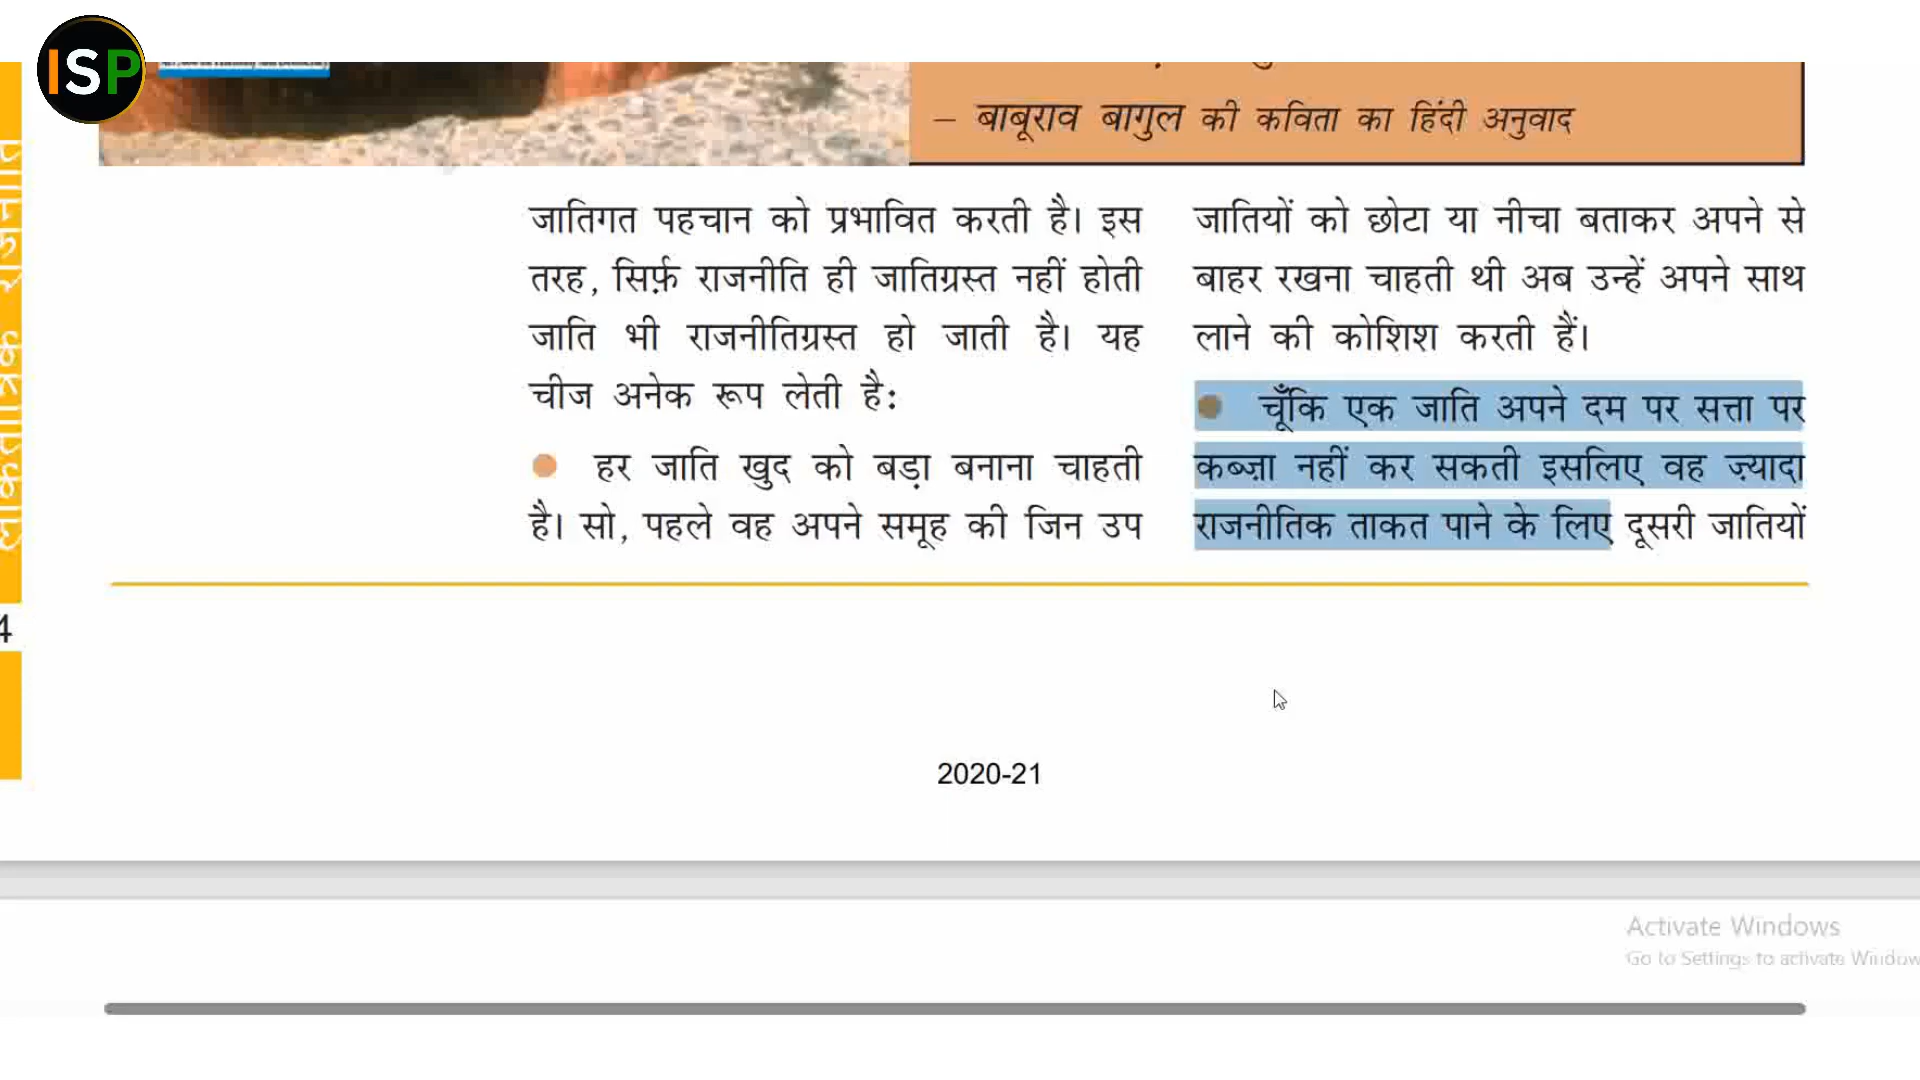 ISP
– बाबूराव बागुल की कविता का हिंदी अनुवाद
जातिगत पहचान को प्रभावित करती है। इस
तरह, सिर्फ़ राजनीति ही जातिग्रस्त नहीं होती
जाति भी राजनीतिग्रस्त हो जाती है। यह
चीज अनेक रूप लेती है:
● हर जाति खुद को बड़ा बनाना चाहती
है। सो, पहले वह अपने समूह की जिन उप
जातियों को छोटा या नीचा बताकर अपने से
बाहर रखना चाहती थी अब उन्हें अपने साथ
लाने की कोशिश करती हैं।
● चूँकि एक जाति अपने दम पर सत्ता पर
कब्ज़ा नहीं कर सकती इसलिए वह ज़्यादा
राजनीतिक ताकत पाने के लिए दूसरी जातियों
लोकतांत्रिक राजनीति
4
2020-21
Activate Windows
Go to Settings to activate Window